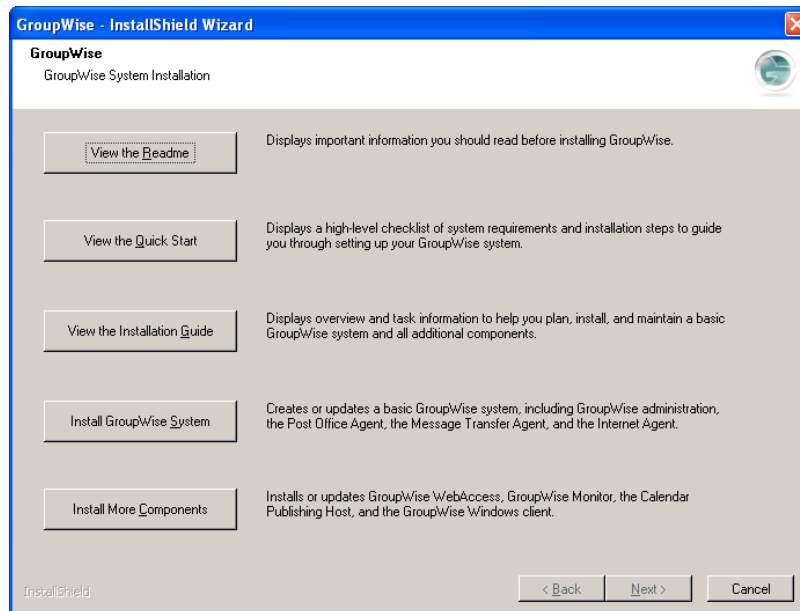 GroupWise - InstallShield Wizard
GroupWise
GroupWise System Installation
View the Readme
Displays important information you should read before installing GroupWise.
View the Quick Start
Displays a high-level checklist of system requirements and installation steps to guide
you through setting up your GroupWise system.
View the Installation Guide
Displays overview and task information to help you plan, install, and maintain a basic
GroupWise system and all additional components.
Install GroupWise System
Creates or updates a basic GroupWise system, including GroupWise administration,
the Post Office Agent, the Message Transfer Agent, and the Internet Agent.
Install More Components
Installs or updates GroupWise WebAccess, GroupWise Monitor, the Calendar
Publishing Host, and the GroupWise Windows client.
InstallShield
< Back
Next >
Cancel